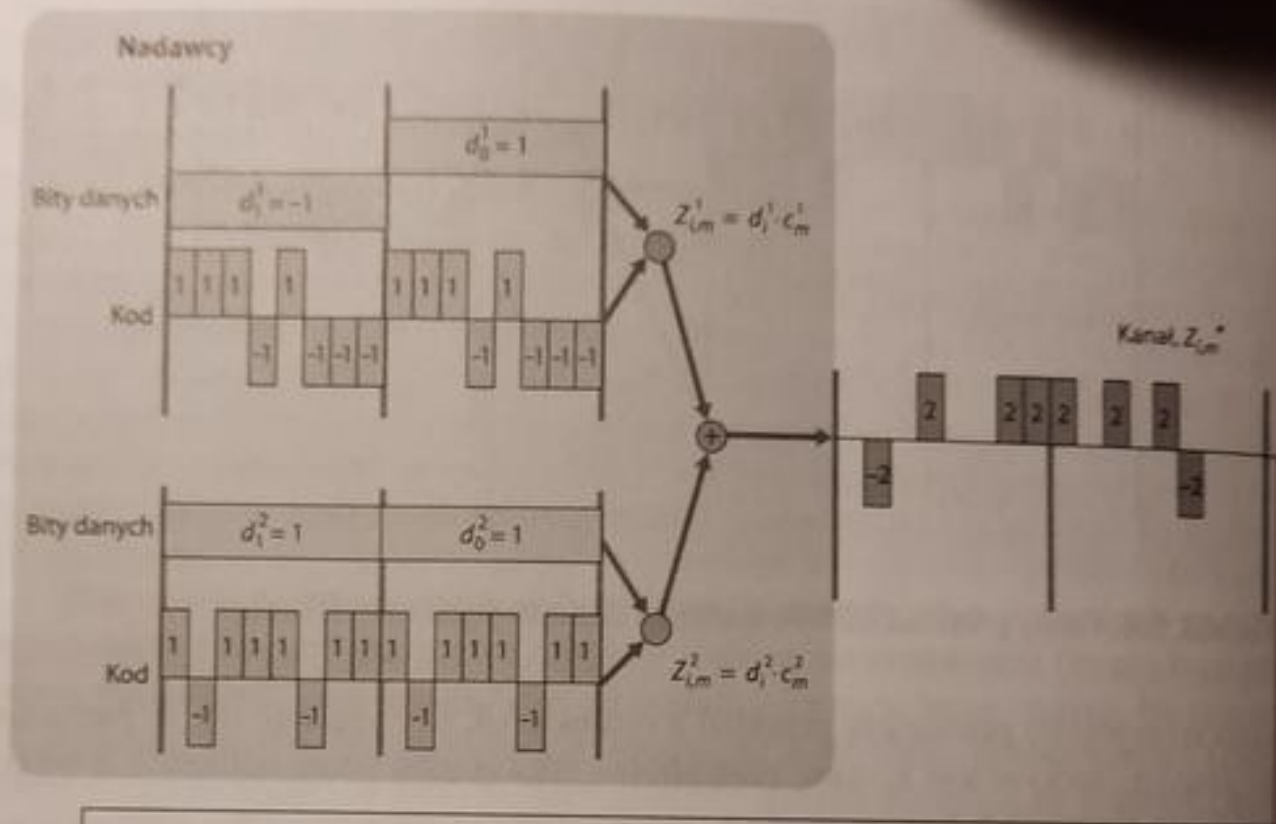 Nadawcy
d₀¹ = 1
Bity danych
d₁¹ = -1
Z¹i,m = dᵢ¹·c¹m
1 1 1 -1 1 -1 -1 -1 1 1 1 -1 1 -1 -1 -1
Kod
Kanał, Zi,m*
-2 2 2 2 2 2 2 -2
Bity danych
d₁² = 1
d₀² = 1
1 -1 1 1 1 -1 1 1 1 -1 1 1 1 -1 1 1
Kod
Z²i,m = dᵢ²·c²m